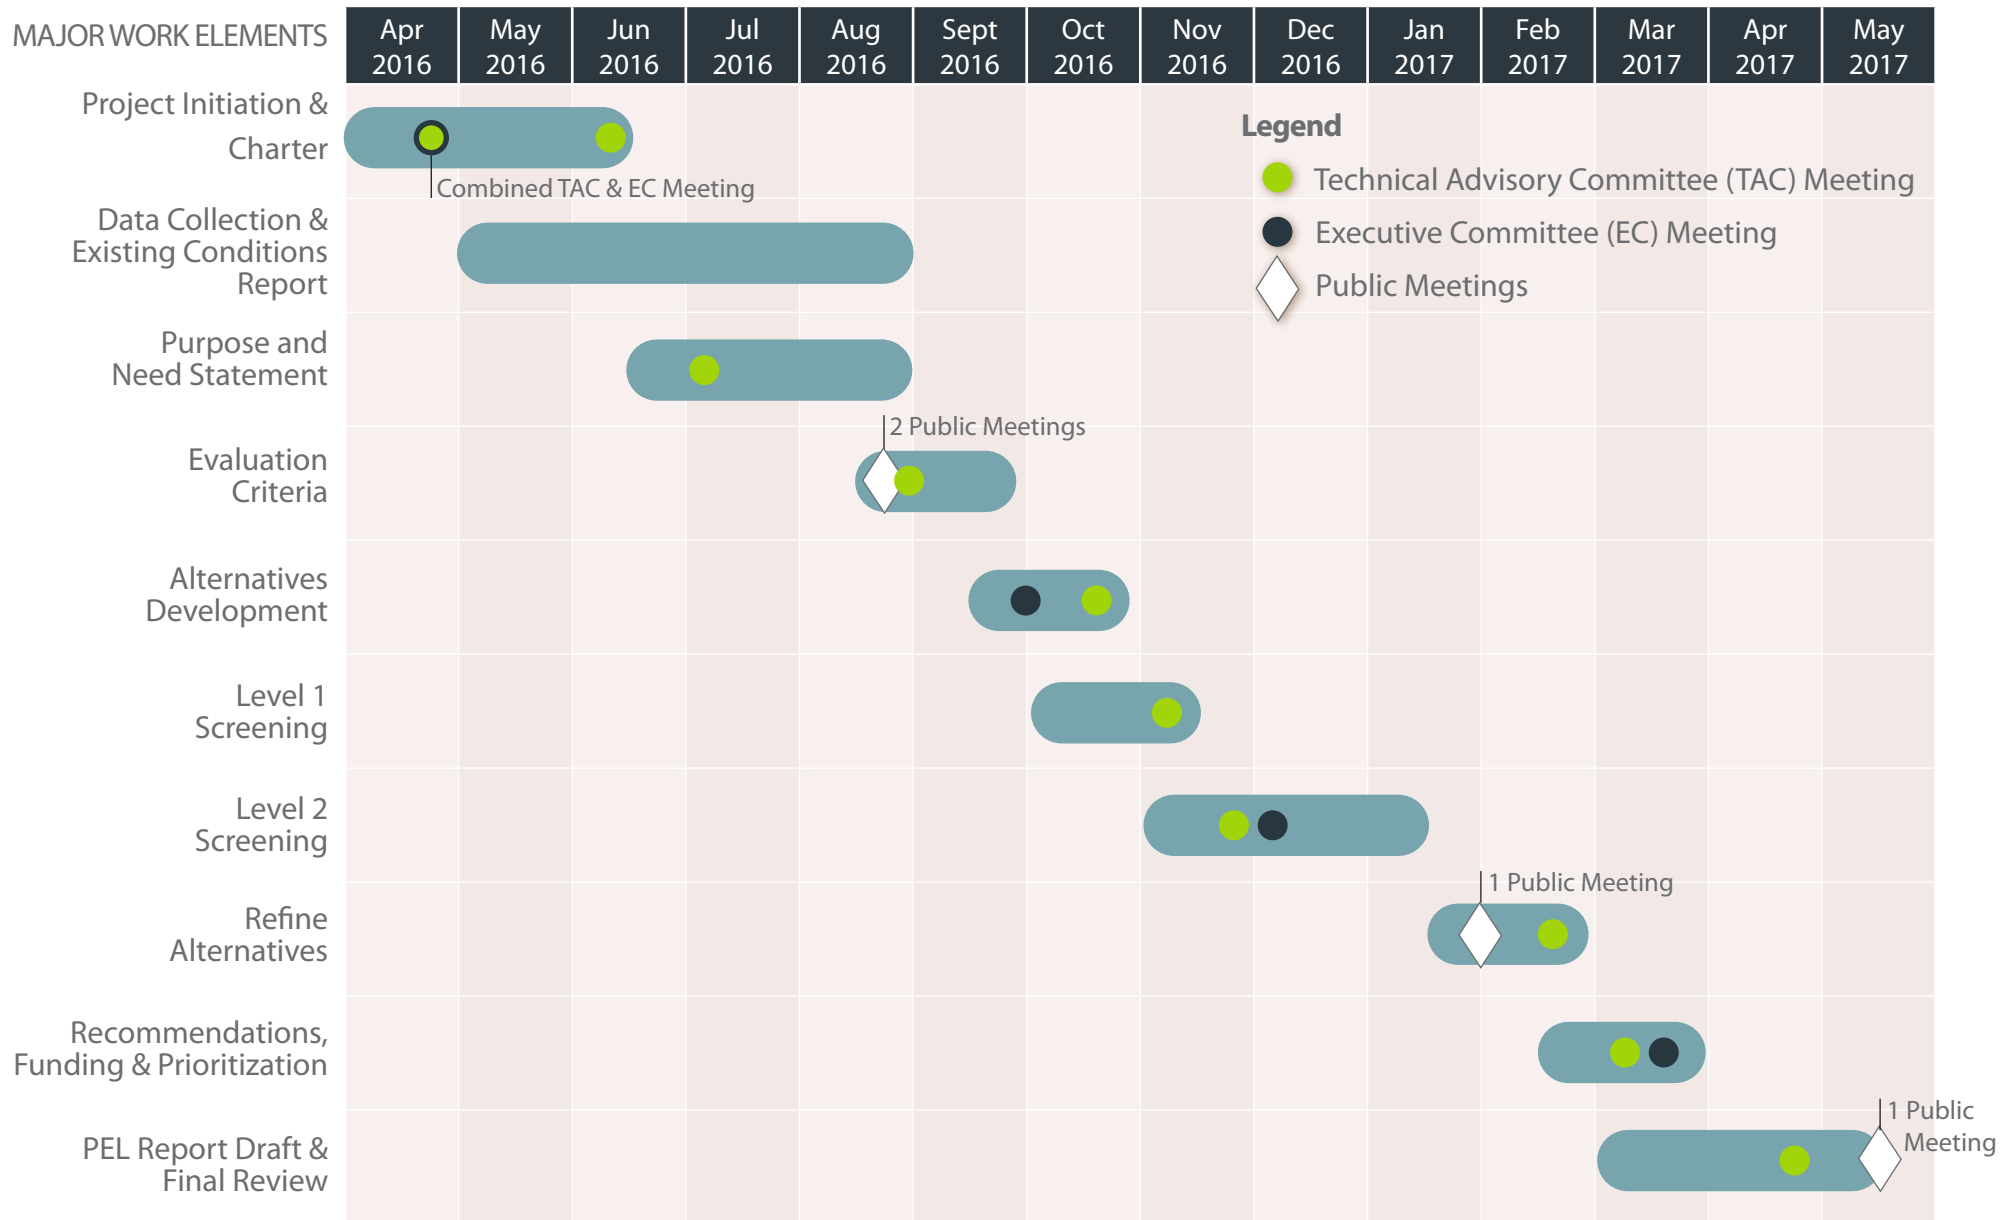 MAJOR WORK ELEMENTS
Apr
2016
May
2016
Jun
2016
Jul
2016
Aug
2016
Sept
2016
Oct
2016
Nov
2016
Dec
2016
Jan
2017
Feb
2017
Mar
2017
Apr
2017
May
2017
Project Initiation &
Charter
Combined TAC & EC Meeting
Legend
Technical Advisory Committee (TAC) Meeting
Executive Committee (EC) Meeting
Public Meetings
Data Collection &
Existing Conditions
Report
Purpose and
Need Statement
2 Public Meetings
Evaluation
Criteria
Alternatives
Development
Level 1
Screening
Level 2
Screening
1 Public Meeting
Refine
Alternatives
Recommendations,
Funding & Prioritization
1 Public
Meeting
PEL Report Draft &
Final Review